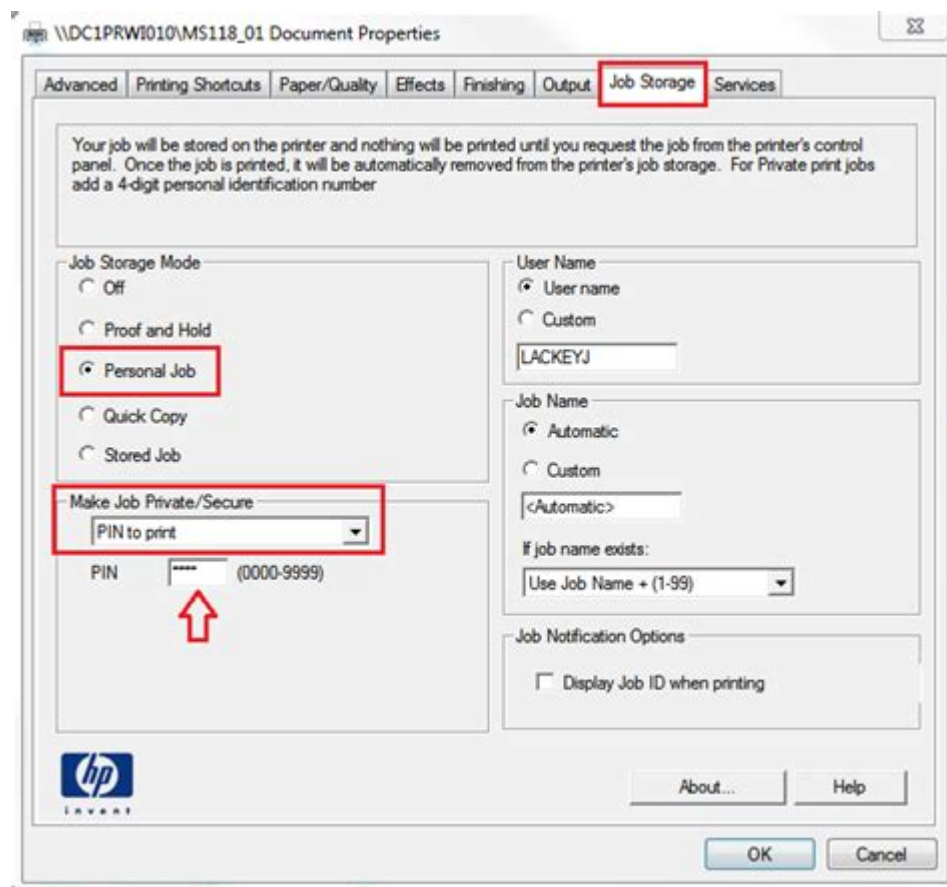 \\DC1PRWI010\MS118_01 Document Properties
Advanced Printing Shortcuts Paper/Quality Effects Finishing Output Job Storage Services
Your job will be stored on the printer and nothing will be printed until you request the job from the printer's control
panel. Once the job is printed, it will be automatically removed from the printer's job storage. For Private print jobs
add a 4-digit personal identification number
Job Storage Mode
Off
Proof and Hold
Personal Job
Quick Copy
Stored Job
Make Job Private/Secure
PIN to print
PIN (0000-9999)
User Name
User name
Custom
LACKEYJ
Job Name
Automatic
Custom
<Automatic>
If job name exists:
Use Job Name + (1-99)
Job Notification Options
Display Job ID when printing
hp
invent
About... Help
OK Cancel